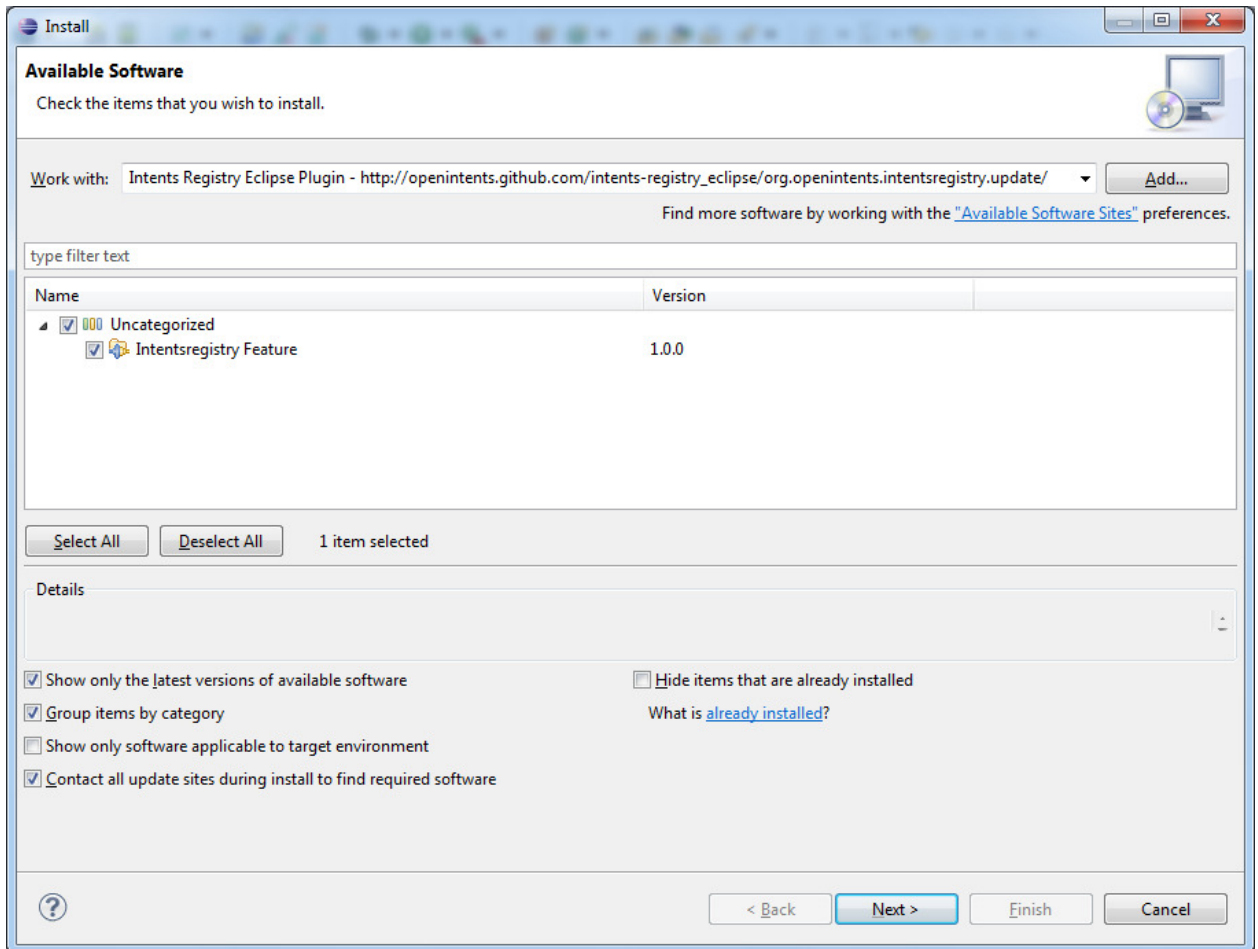 Install
Available Software
Check the items that you wish to install.
Work with: Intents Registry Eclipse Plugin - http://openintents.github.com/intents-registry_eclipse/org.openintents.intentsregistry.update/ Add...
Find more software by working with the "Available Software Sites" preferences.
type filter text
Name Version
Uncategorized
Intentsregistry Feature 1.0.0
Select All Deselect All 1 item selected
Details
Show only the latest versions of available software Hide items that are already installed
Group items by category What is already installed?
Show only software applicable to target environment
Contact all update sites during install to find required software
? < Back Next > Finish Cancel